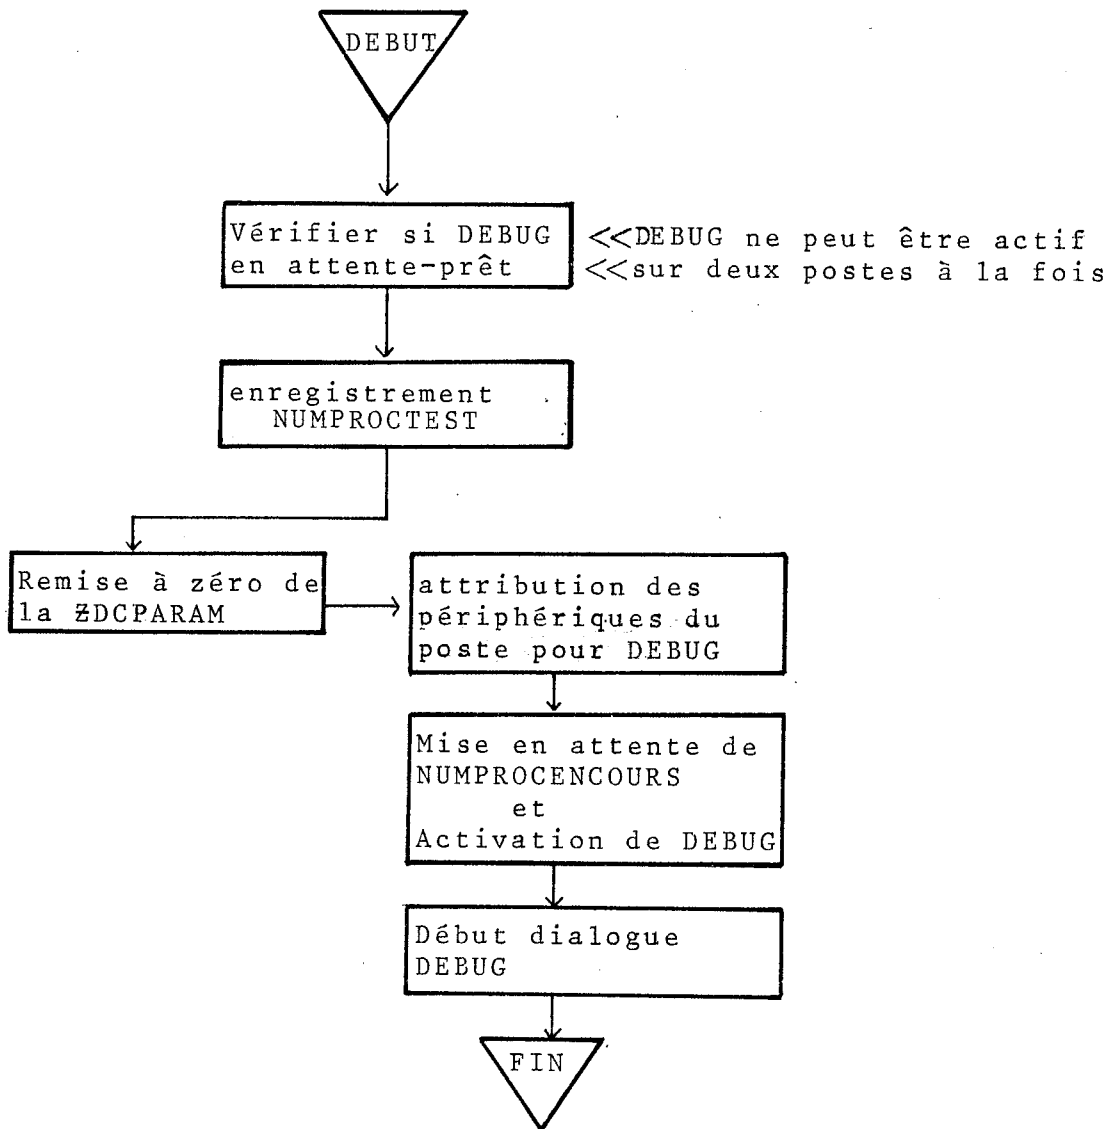 DEBUT
Vérifier si DEBUG
en attente-prêt
<<DEBUG ne peut être actif
<<sur deux postes à la fois
enregistrement
NUMPROCTEST
Remise à zéro de
la ZDCPARAM
attribution des
périphériques du
poste pour DEBUG
Mise en attente de
NUMPROCENCOURS
et
Activation de DEBUG
Début dialogue
DEBUG
FIN